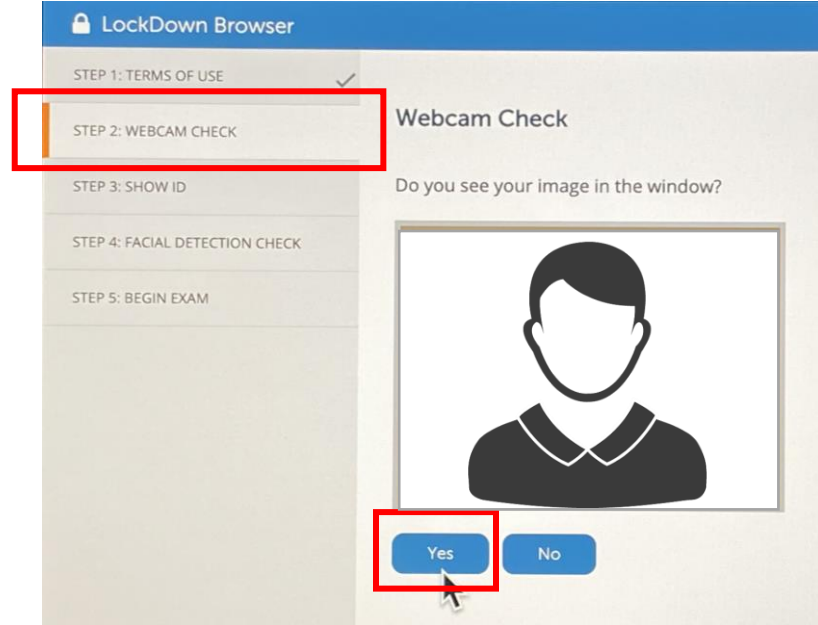 LockDown Browser
STEP 1: TERMS OF USE
STEP 2: WEBCAM CHECK
STEP 3: SHOW ID
STEP 4: FACIAL DETECTION CHECK
STEP 5: BEGIN EXAM
Webcam Check
Do you see your image in the window?
Yes
No